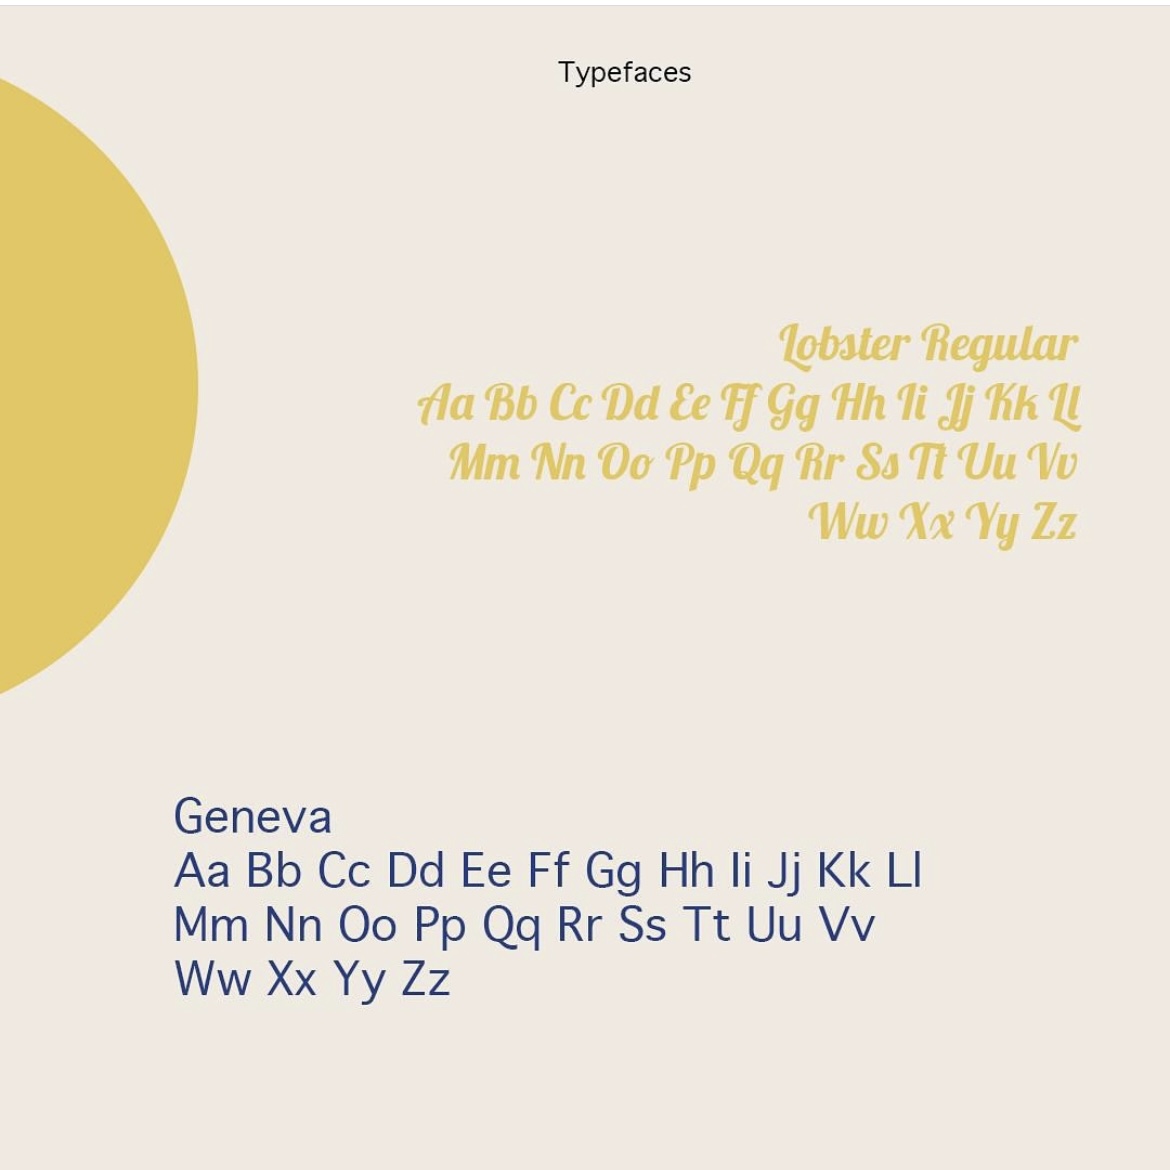 Typefaces
Lobster Regular
Aa Bb Cc Dd Ee Ff Gg Hh Ii Jj Kk Ll
Mm Nn Oo Pp Qq Rr Ss Tt Uu Vv
Ww Xx Yy Zz
Geneva
Aa Bb Cc Dd Ee Ff Gg Hh Ii Jj Kk Ll
Mm Nn Oo Pp Qq Rr Ss Tt Uu Vv
Ww Xx Yy Zz